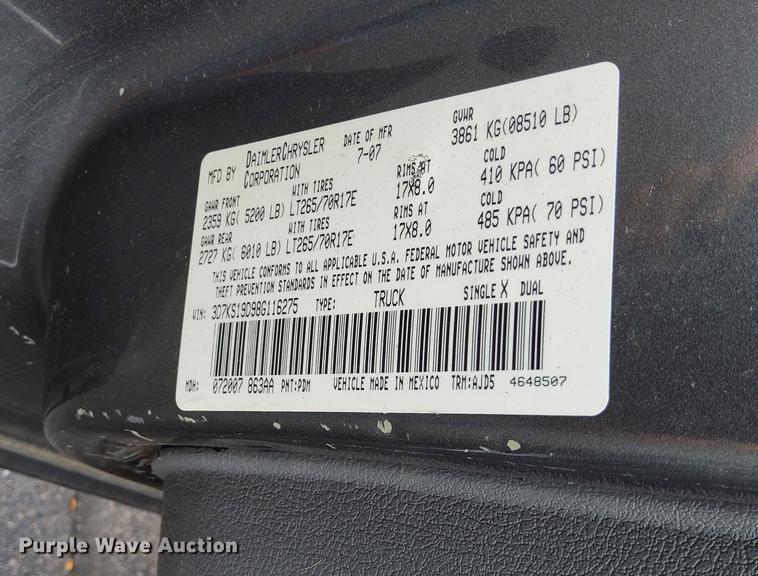 MFD BY DAIMLERCHRYSLER CORPORATION DATE OF MFR 7-07 GVWR 3861 KG(08510 LB)
GAWR FRONT WITH TIRES RIMS AT COLD
2359 KG( 5200 LB) LT265/70R17E 17X8.0 410 KPA( 60 PSI)
GAWR REAR WITH TIRES RIMS AT COLD
2727 KG( 6010 LB) LT265/70R17E 17X8.0 485 KPA( 70 PSI)
THIS VEHICLE CONFORMS TO ALL APPLICABLE U.S.A. FEDERAL MOTOR VEHICLE SAFETY AND
THEFT PREVENTION STANDARDS IN EFFECT ON THE DATE OF MANUFACTURE SHOWN ABOVE.
VIN: 3D7KS19D98G116275 TYPE: TRUCK SINGLE X DUAL
MDH: 072007 863AA PNT:PDM VEHICLE MADE IN MEXICO TRM:AJD5 4648507
Purple Wave Auction